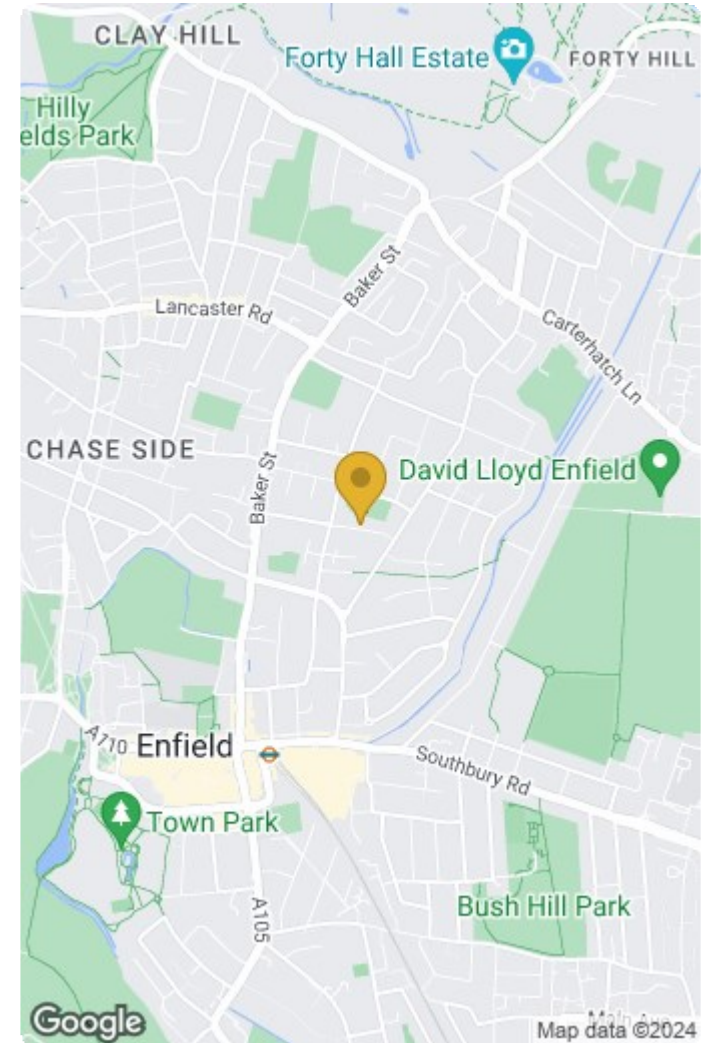 CLAY HILL
Forty Hall Estate
FORTY HILL
Hilly
elds Park
Baker St
Lancaster Rd
Carterhatch Ln
CHASE SIDE
David Lloyd Enfield
Baker St
A110
Enfield
Southbury Rd
Town Park
A105
Bush Hill Park
Google
Map data ©2024